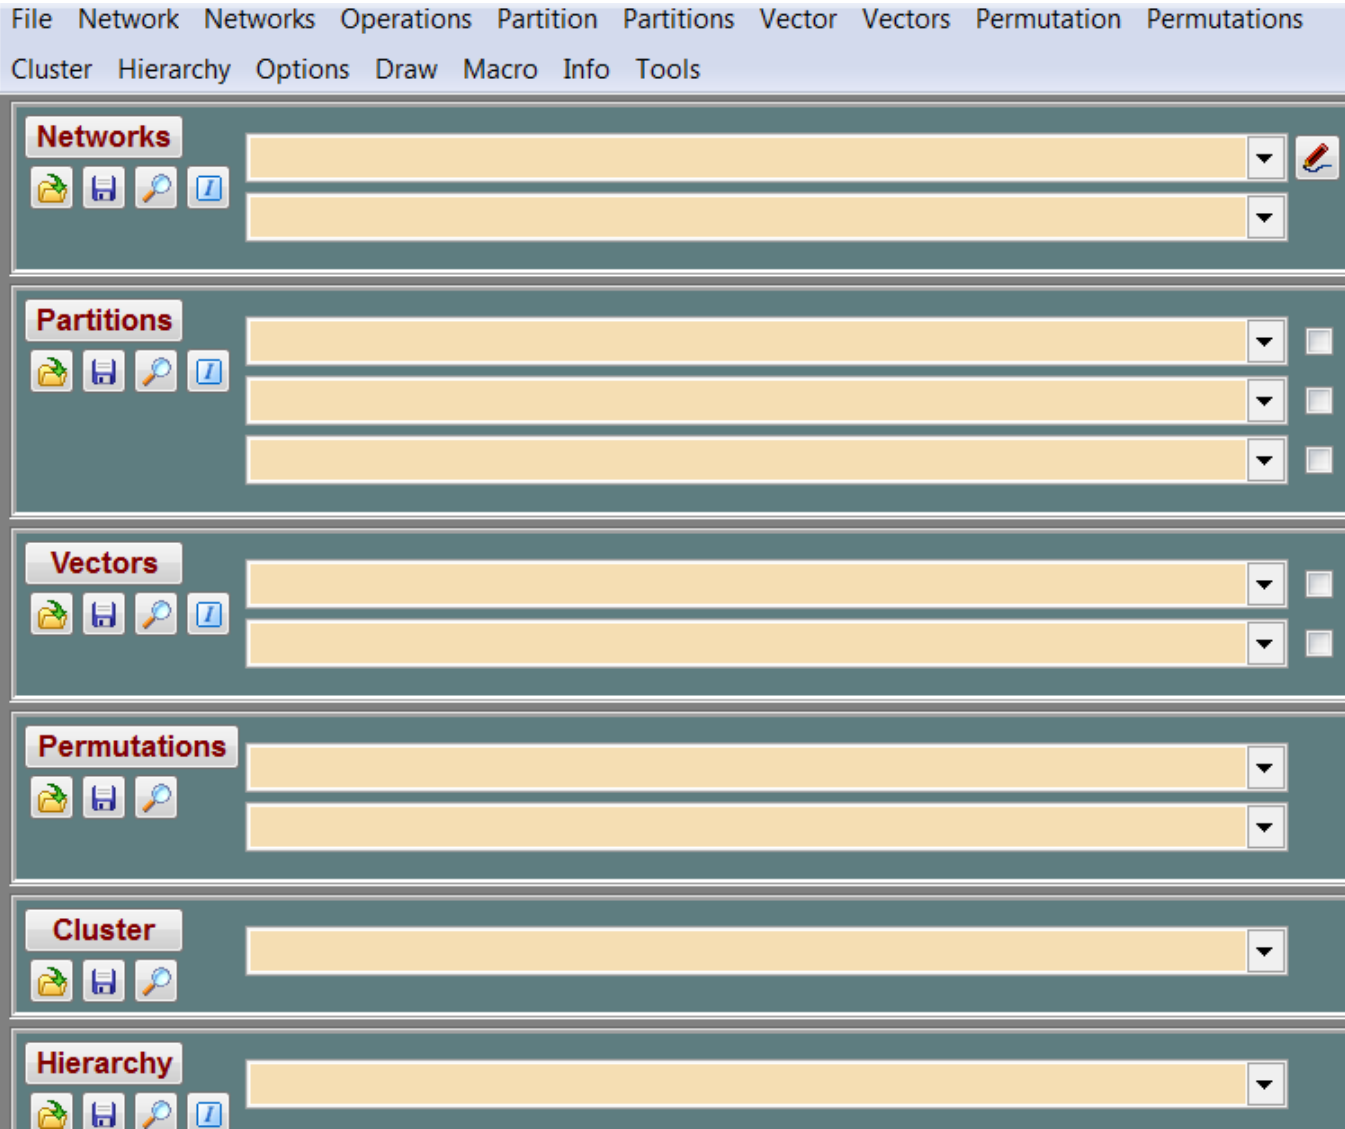 File Network Networks Operations Partition Partitions Vector Vectors Permutation Permutations
Cluster Hierarchy Options Draw Macro Info Tools
Networks
Partitions
Vectors
Permutations
Cluster
Hierarchy